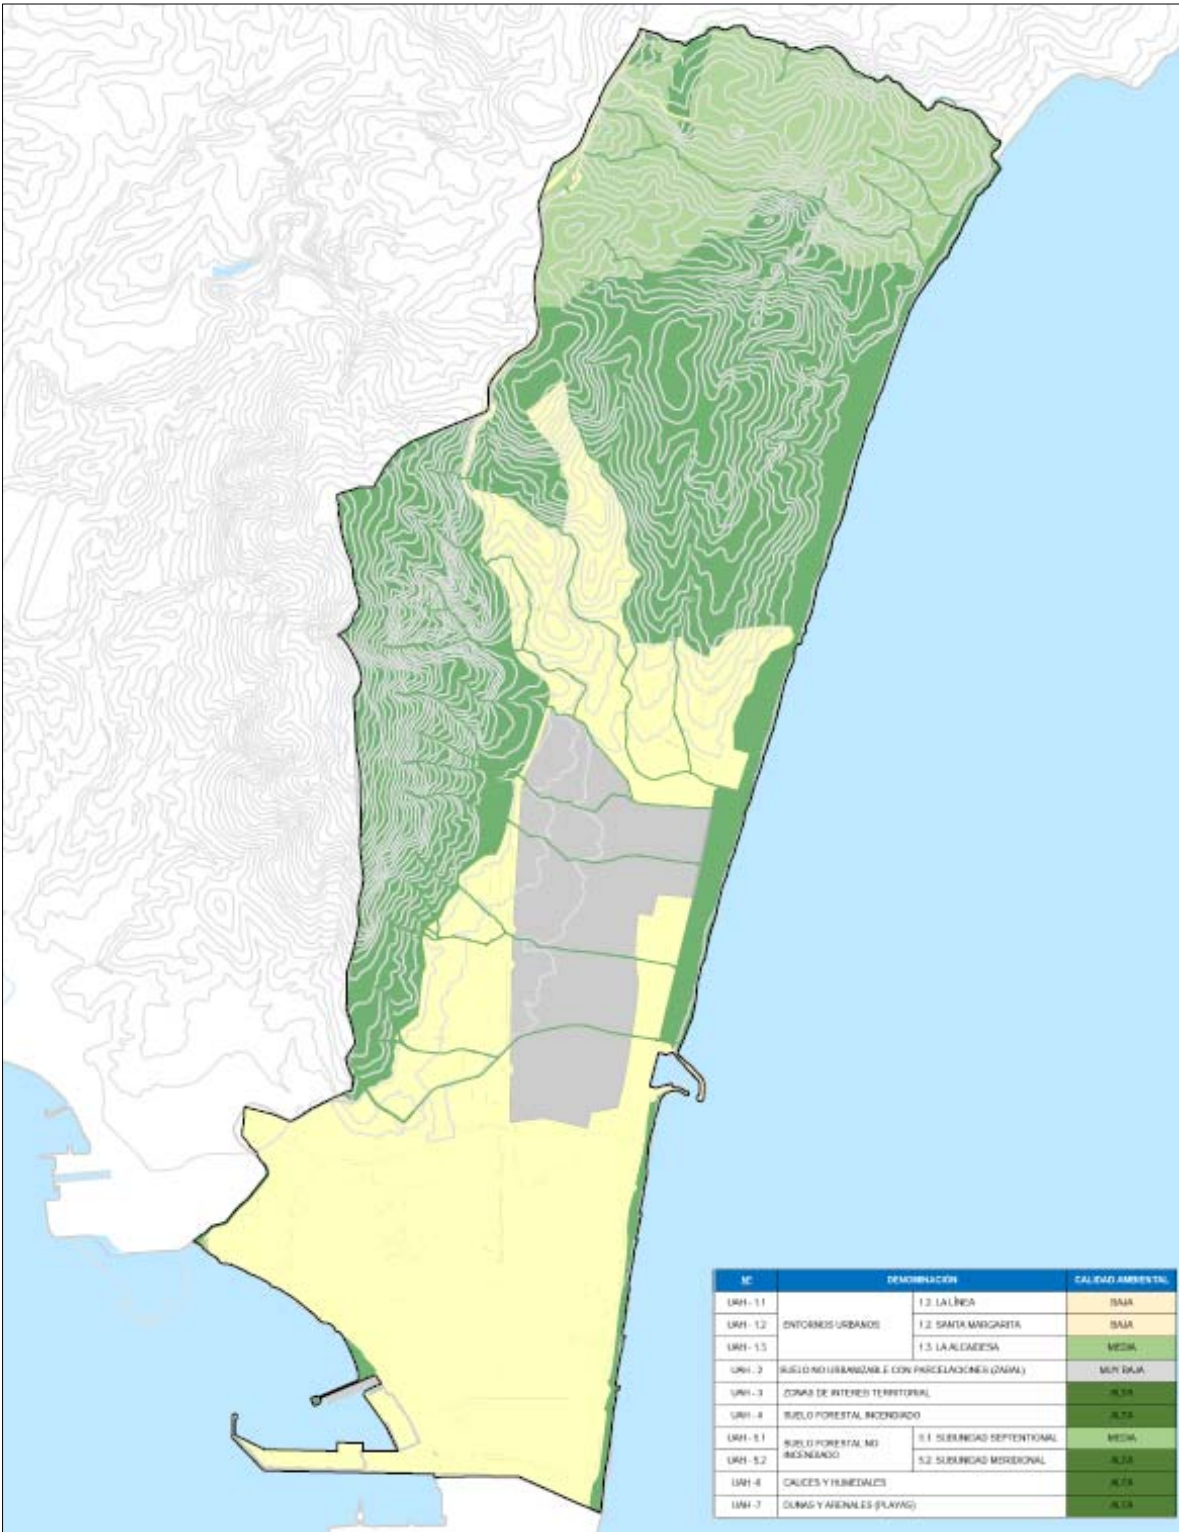 Nº DENOMINACIÓN CALIDAD AMBIENTAL
UAH - 1.1 ENTORNOS URBANOS 1.2. LA LÍNEA BAJA
UAH - 1.2 1.2. SANTA MARGARITA BAJA
UAH - 1.3 1.3. LA ALCAIDESA MEDIA
UAH - 2 SUELO NO URBANIZABLE CON PARCELACIONES (ZABAL) MUY BAJA
UAH - 3 ZONAS DE INTERES TERRITORIAL ALTA
UAH - 4 SUELO FORESTAL INCENDIADO ALTA
UAH - 5.1 SUELO FORESTAL NO INCENDIADO 5.1. SUBUNIDAD SEPTENTIONAL MEDIA
UAH - 5.2 5.2. SUBUNIDAD MERIDIONAL ALTA
UAH - 6 CAUCES Y HUMEDALES ALTA
UAH - 7 DUNAS Y ARENALES (PLAYAS) ALTA